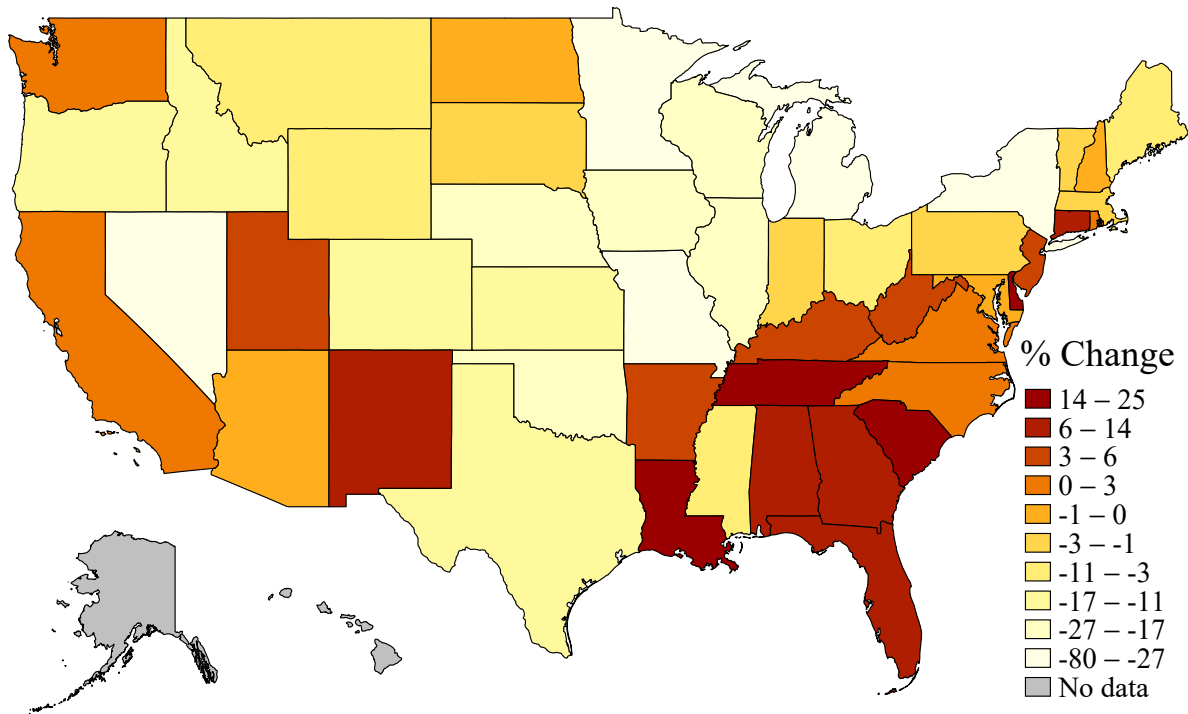 % Change
14 – 25
6 – 14
3 – 6
0 – 3
-1 – 0
-3 – -1
-11 – -3
-17 – -11
-27 – -17
-80 – -27
No data